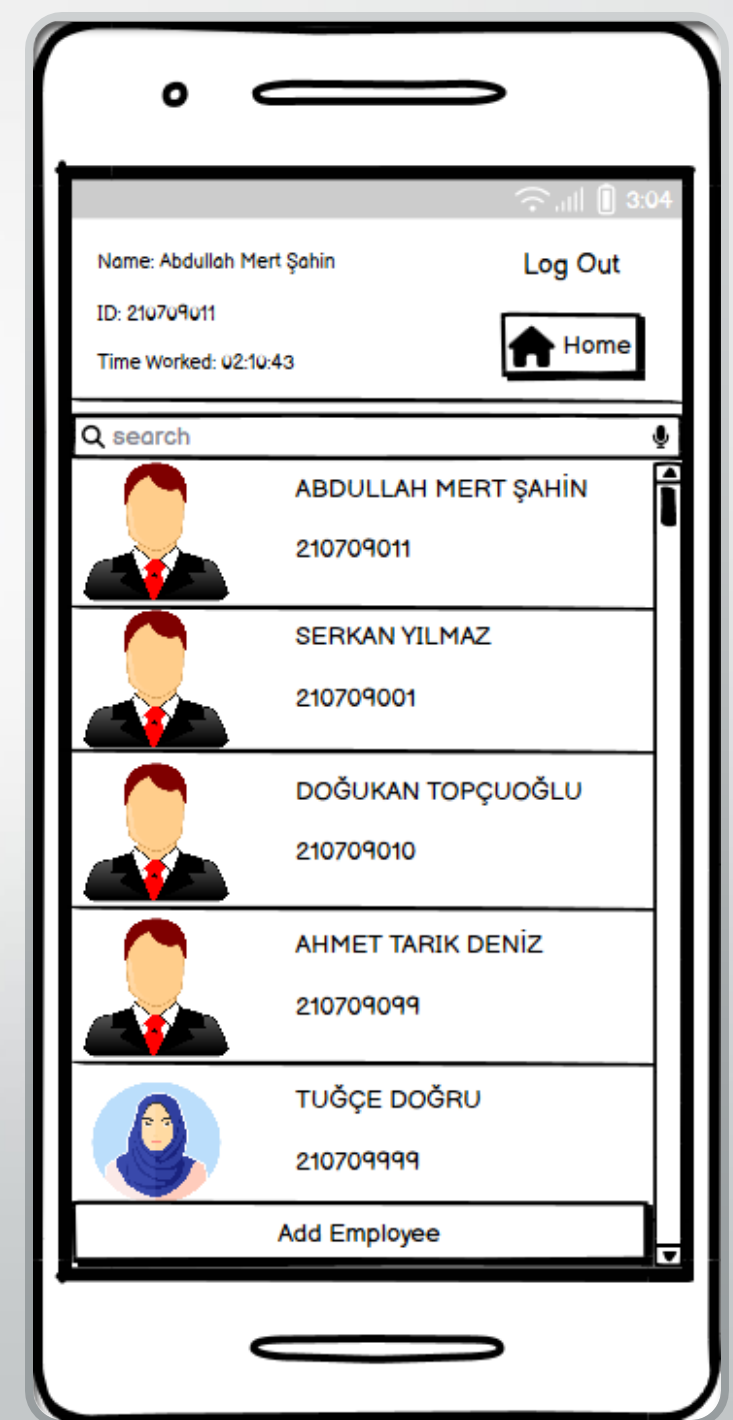 3:04
Name: Abdullah Mert Şahin
Log Out
ID: 210709011
Home
Time Worked: 02:10:43
search
ABDULLAH MERT ŞAHİN
210709011
SERKAN YILMAZ
210709001
DOĞUKAN TOPÇUOĞLU
210709010
AHMET TARIK DENİZ
210709099
TUĞÇE DOĞRU
210709999
Add Employee